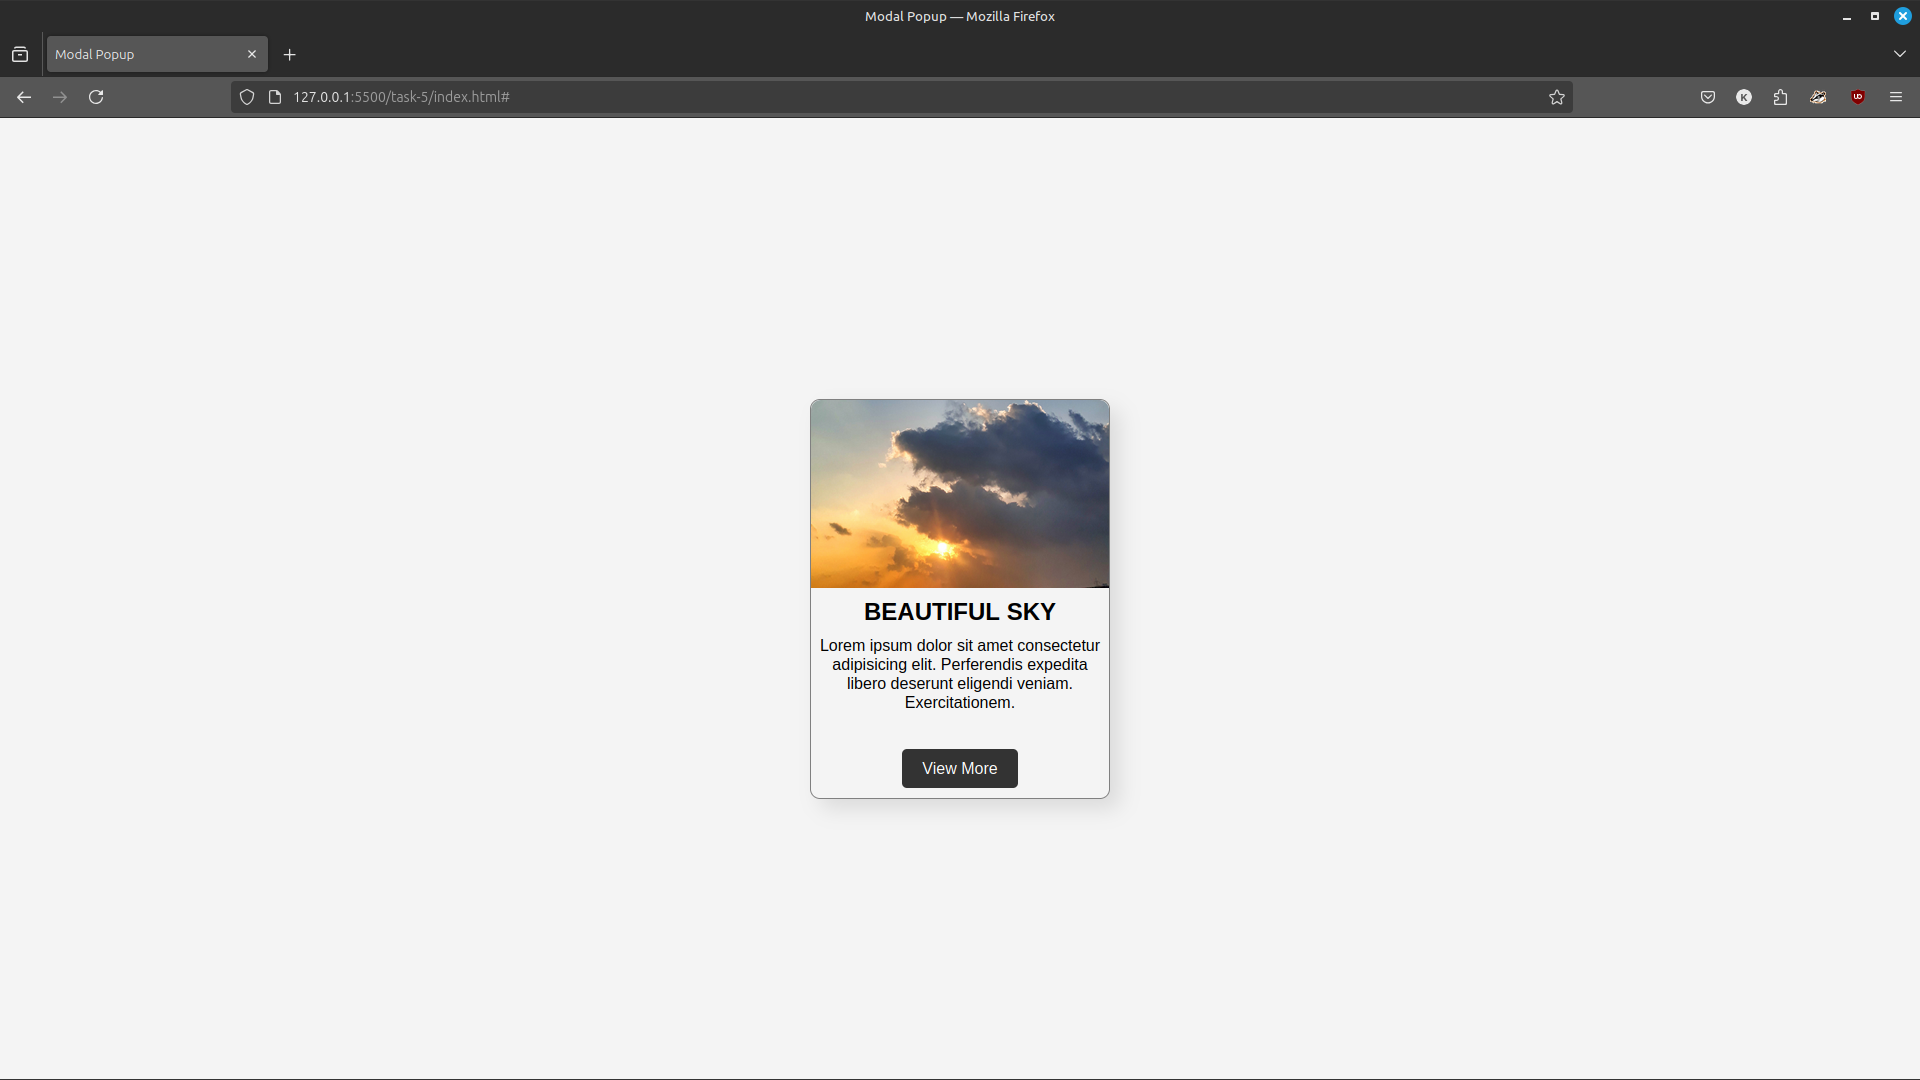 Modal Popup — Mozilla Firefox
Modal Popup
127.0.0.1:5500/task-5/index.html#
K
UO
BEAUTIFUL SKY
Lorem ipsum dolor sit amet consectetur
adipisicing elit. Perferendis expedita
libero deserunt eligendi veniam.
Exercitationem.
View More